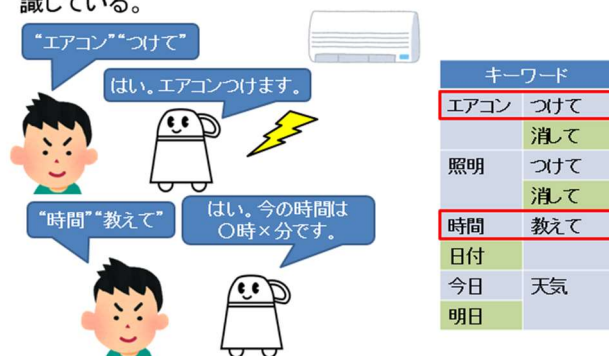 識している。
“エアコン”“つけて”
はい。エアコンつけます。
“時間”“教えて”
はい。今の時間は
○時×分です。
キーワード
エアコン つけて
消して
照明 つけて
消して
時間 教えて
日付
今日 天気
明日